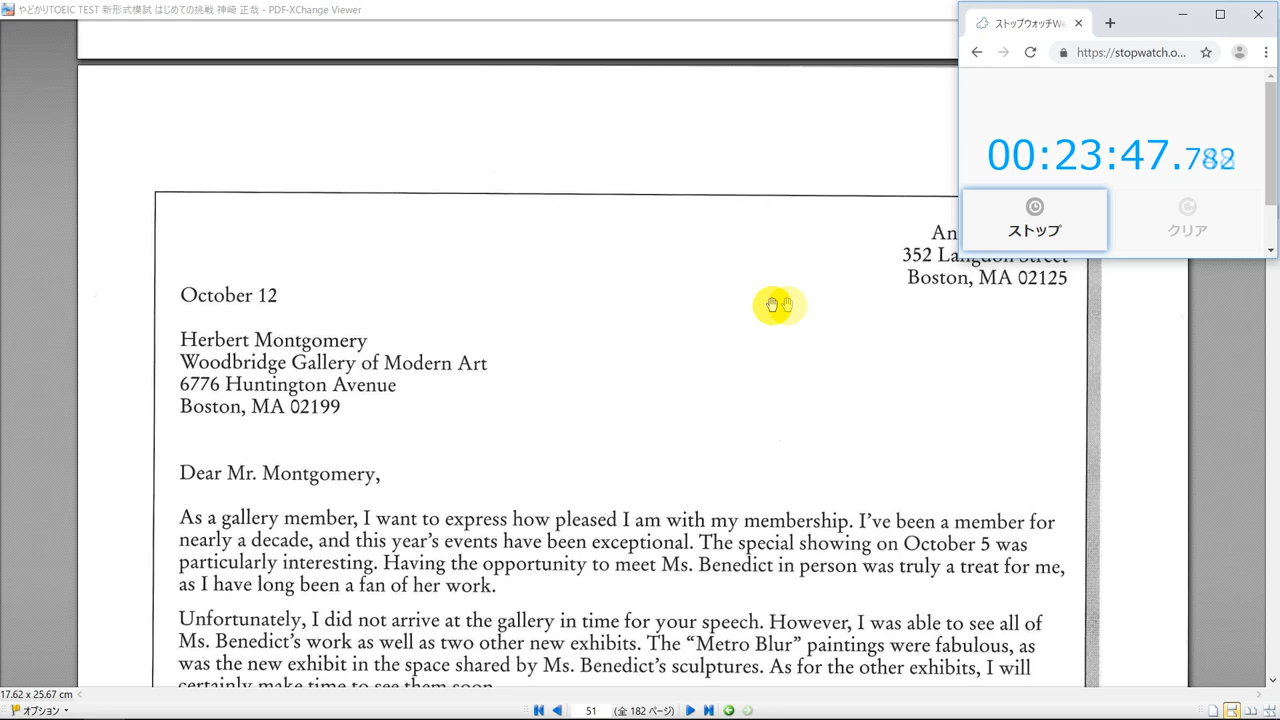 やどかりTOEIC TEST 新形式模試 はじめての挑戦 神崎 正哉 - PDF-XChange Viewer
ストップウォッチWe
https://stopwatch.o...
00:23:47.782
ストップ
クリア
An
352 Langdon Street
Boston, MA 02125
October 12
Herbert Montgomery
Woodbridge Gallery of Modern Art
6776 Huntington Avenue
Boston, MA 02199
Dear Mr. Montgomery,
As a gallery member, I want to express how pleased I am with my membership. I've been a member for
nearly a decade, and this year's events have been exceptional. The special showing on October 5 was
particularly interesting. Having the opportunity to meet Ms. Benedict in person was truly a treat for me,
as I have long been a fan of her work.
Unfortunately, I did not arrive at the gallery in time for your speech. However, I was able to see all of
Ms. Benedict's work as well as two other new exhibits. The “Metro Blur” paintings were fabulous, as
was the new exhibit in the space shared by Ms. Benedict's sculptures. As for the other exhibits, I will
certainly make time to see them soon.
17.62 x 25.67 cm
オプション
51
(全 182 ページ)